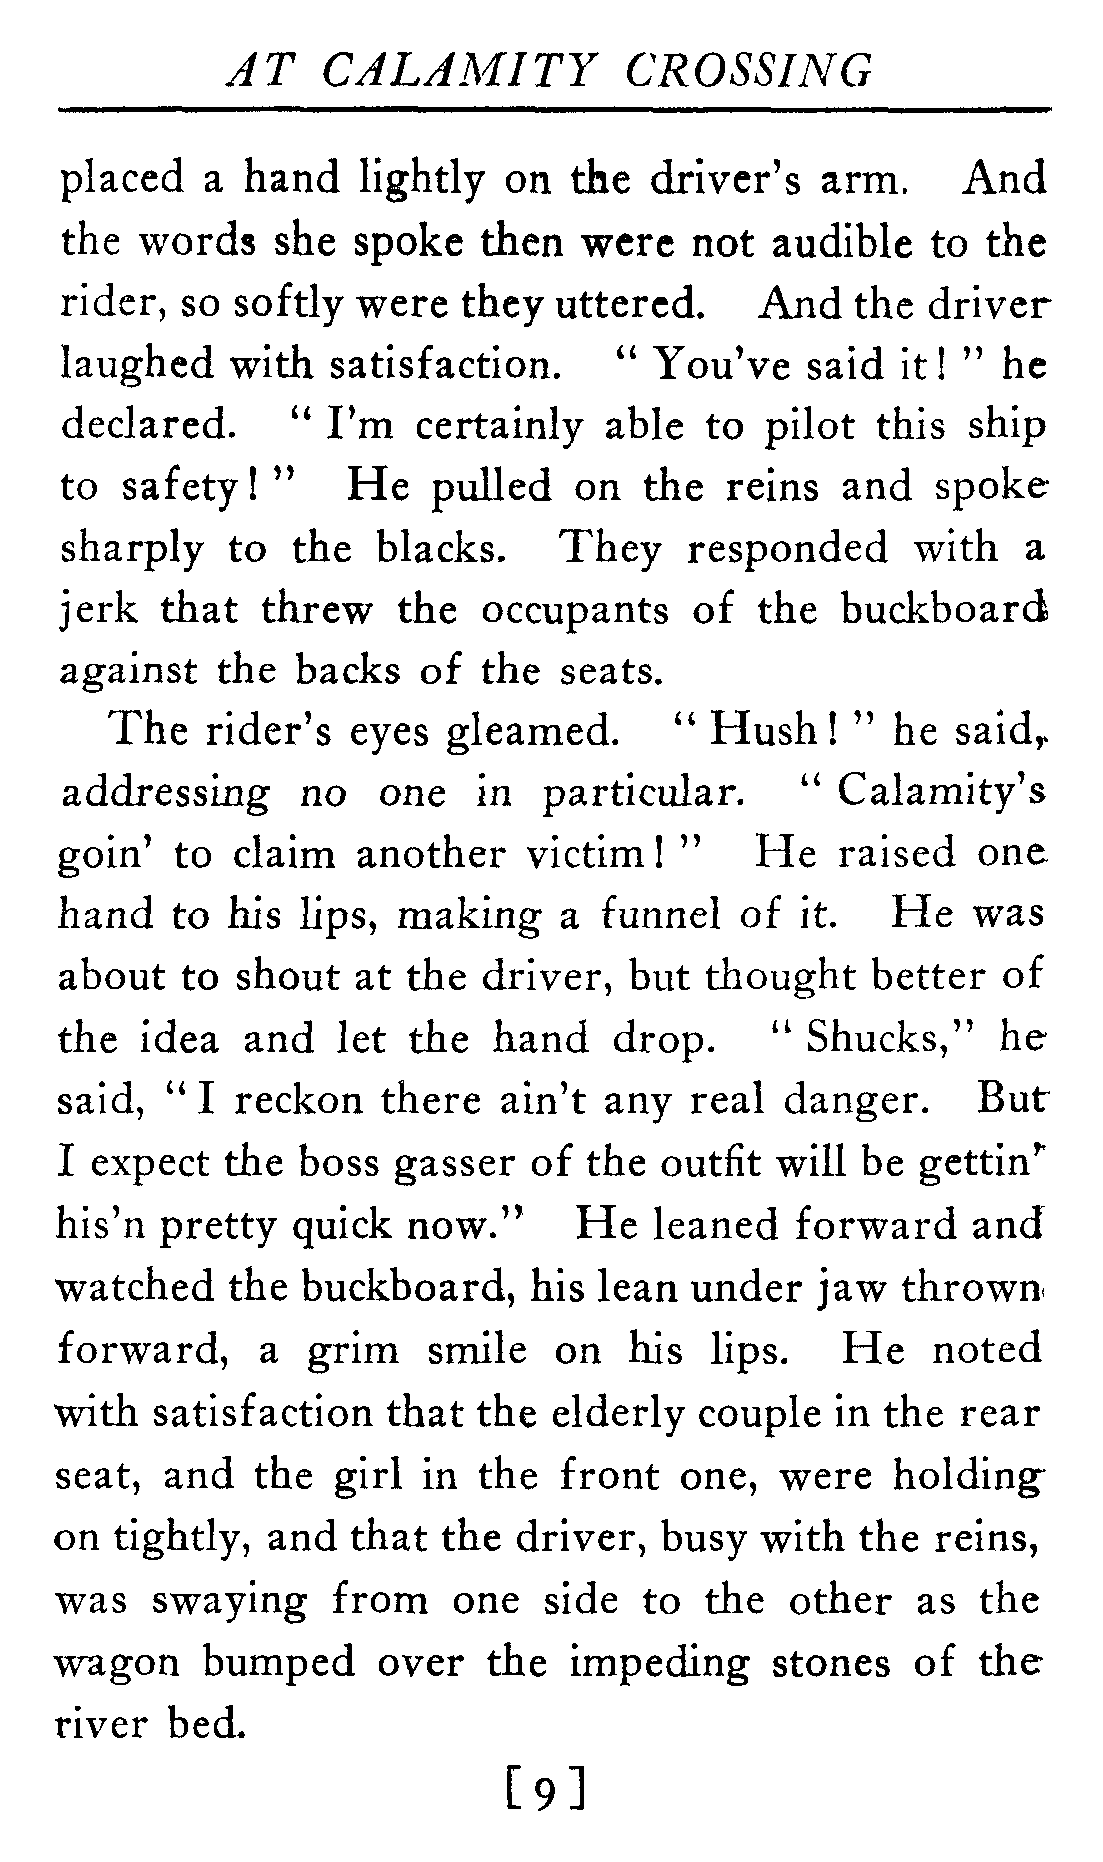 AT CALAMITY CROSSING
placed a hand lightly on the driver's arm. And
the words she spoke then were not audible to the
rider, so softly were they uttered. And the driver
laughed with satisfaction. " You've said it! " he
declared. " I'm certainly able to pilot this ship
to safety! " He pulled on the reins and spoke
sharply to the blacks. They responded with a
jerk that threw the occupants of the buckboard
against the backs of the seats.
The rider's eyes gleamed. " Hush! " he said,
addressing no one in particular. " Calamity's
goin' to claim another victim! " He raised one
hand to his lips, making a funnel of it. He was
about to shout at the driver, but thought better of
the idea and let the hand drop. " Shucks," he
said, " I reckon there ain't any real danger. But
I expect the boss gasser of the outfit will be gettin'
his'n pretty quick now." He leaned forward and
watched the buckboard, his lean under jaw thrown
forward, a grim smile on his lips. He noted
with satisfaction that the elderly couple in the rear
seat, and the girl in the front one, were holding
on tightly, and that the driver, busy with the reins,
was swaying from one side to the other as the
wagon bumped over the impeding stones of the
river bed.
[ 9 ]